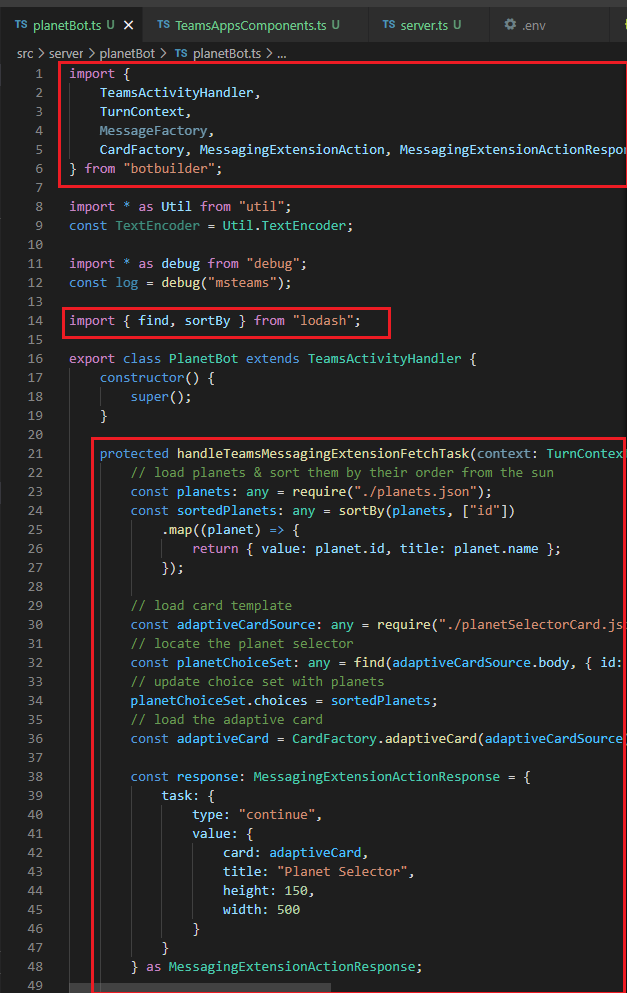 TS planetBot.ts U × TS TeamsAppsComponents.ts U TS server.ts U .env
src > server > planetBot > TS planetBot.ts > ...
1 import {
2 TeamsActivityHandler,
3 TurnContext,
4 MessageFactory,
5 CardFactory, MessagingExtensionAction, MessagingExtensionActionRespon
6 } from "botbuilder";
7
8 import * as Util from "util";
9 const TextEncoder = Util.TextEncoder;
10
11 import * as debug from "debug";
12 const log = debug("msteams");
13
14 import { find, sortBy } from "lodash";
15
16 export class PlanetBot extends TeamsActivityHandler {
17 constructor() {
18 super();
19 }
20
21 protected handleTeamsMessagingExtensionFetchTask(context: TurnContext
22 // load planets & sort them by their order from the sun
23 const planets: any = require("./planets.json");
24 const sortedPlanets: any = sortBy(planets, ["id"])
25 .map((planet) => {
26 return { value: planet.id, title: planet.name };
27 });
28
29 // load card template
30 const adaptiveCardSource: any = require("./planetSelectorCard.js
31 // locate the planet selector
32 const planetChoiceSet: any = find(adaptiveCardSource.body, { id:
33 // update choice set with planets
34 planetChoiceSet.choices = sortedPlanets;
35 // load the adaptive card
36 const adaptiveCard = CardFactory.adaptiveCard(adaptiveCardSource
37
38 const response: MessagingExtensionActionResponse = {
39 task: {
40 type: "continue",
41 value: {
42 card: adaptiveCard,
43 title: "Planet Selector",
44 height: 150,
45 width: 500
46 }
47 }
48 } as MessagingExtensionActionResponse;
49